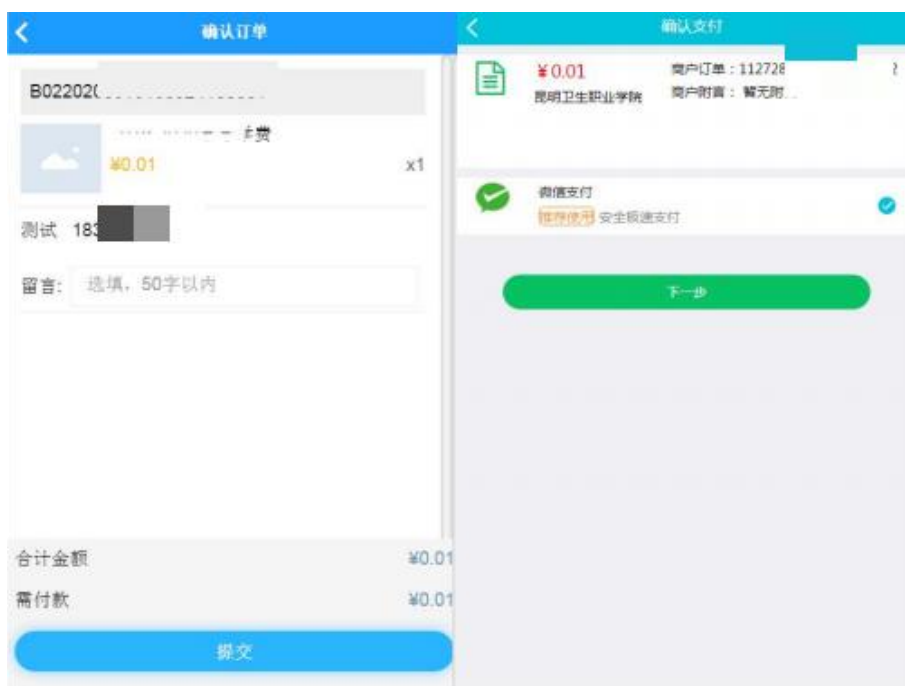 确认订单
B02202
费
¥0.01
x1
测试 183
留言: 选填，50字以内
合计金额 ¥0.01
需付款 ¥0.01
提交
确认支付
¥0.01
昆明卫生职业学院
商户订单：112728
商户附言： 暂无附
微信支付
推荐使用 安全极速支付
下一步